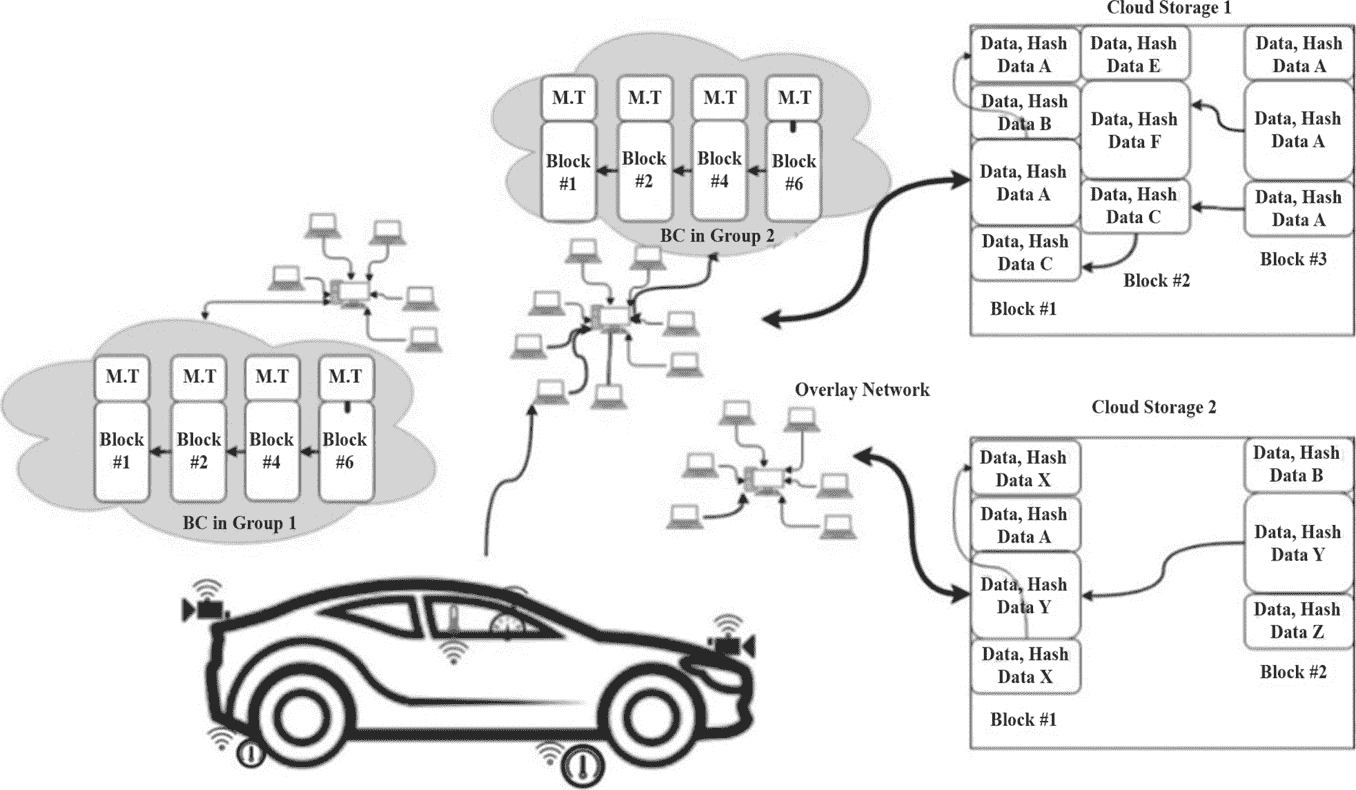 Cloud Storage 1
Data, Hash
Data A
Data, Hash
Data E
Data, Hash
Data A
Data, Hash
Data B
Data, Hash
Data F
Data, Hash
Data A
Data, Hash
Data A
Data, Hash
Data C
Data, Hash
Data A
Data, Hash
Data C
Block #1
Block #2
Block #3
M.T
M.T
M.T
M.T
Block
#1
Block
#2
Block
#4
Block
#6
BC in Group 2
M.T
M.T
M.T
M.T
Block
#1
Block
#2
Block
#4
Block
#6
BC in Group 1
Overlay Network
Cloud Storage 2
Data, Hash
Data X
Data, Hash
Data B
Data, Hash
Data A
Data, Hash
Data Y
Data, Hash
Data Y
Data, Hash
Data Z
Data, Hash
Data X
Block #1
Block #2